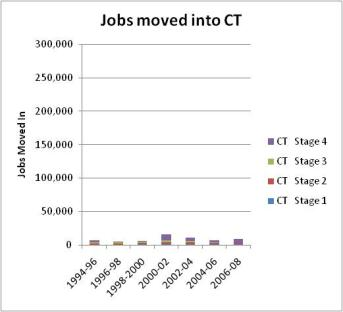 Jobs moved into CT
300,000
250,000
200,000
150,000
100,000
50,000
0
Jobs Moved In
1994-96
1996-98
1998-2000
2000-02
2002-04
2004-06
2006-08
CT Stage 4
CT Stage 3
CT Stage 2
CT Stage 1